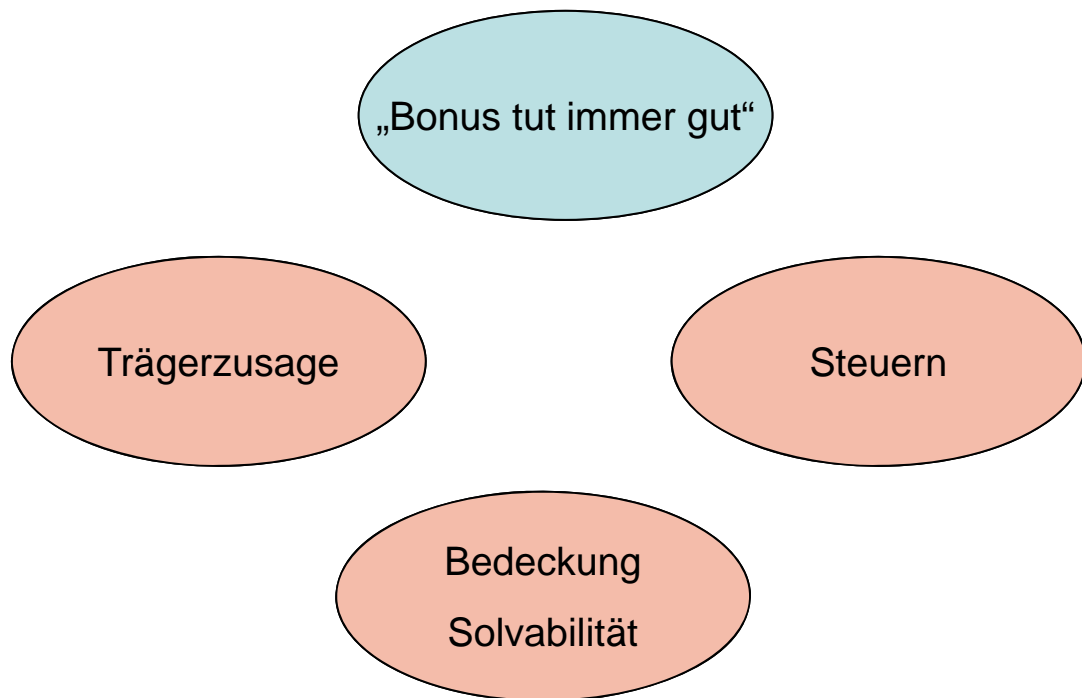 „Bonus tut immer gut“
Trägerzusage
Steuern
Bedeckung
Solvabilität